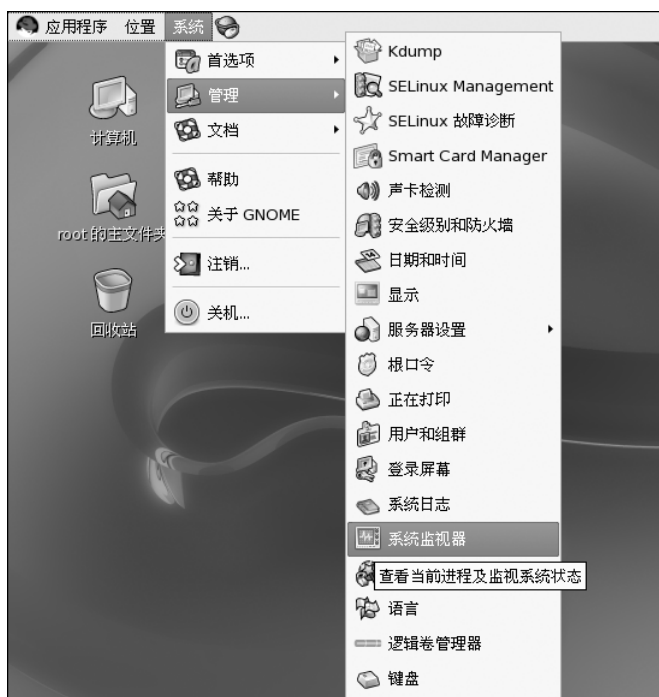 应用程序 位置 系统
计算机
root 的主文件夹
回收站
首选项
管理
文档
帮助
关于 GNOME
注销...
关机...
Kdump
SELinux Management
SELinux 故障诊断
Smart Card Manager
声卡检测
安全级别和防火墙
日期和时间
显示
服务器设置
根口令
正在打印
用户和组群
登录屏幕
系统日志
系统监视器
查看当前进程及监视系统状态
语言
逻辑卷管理器
键盘